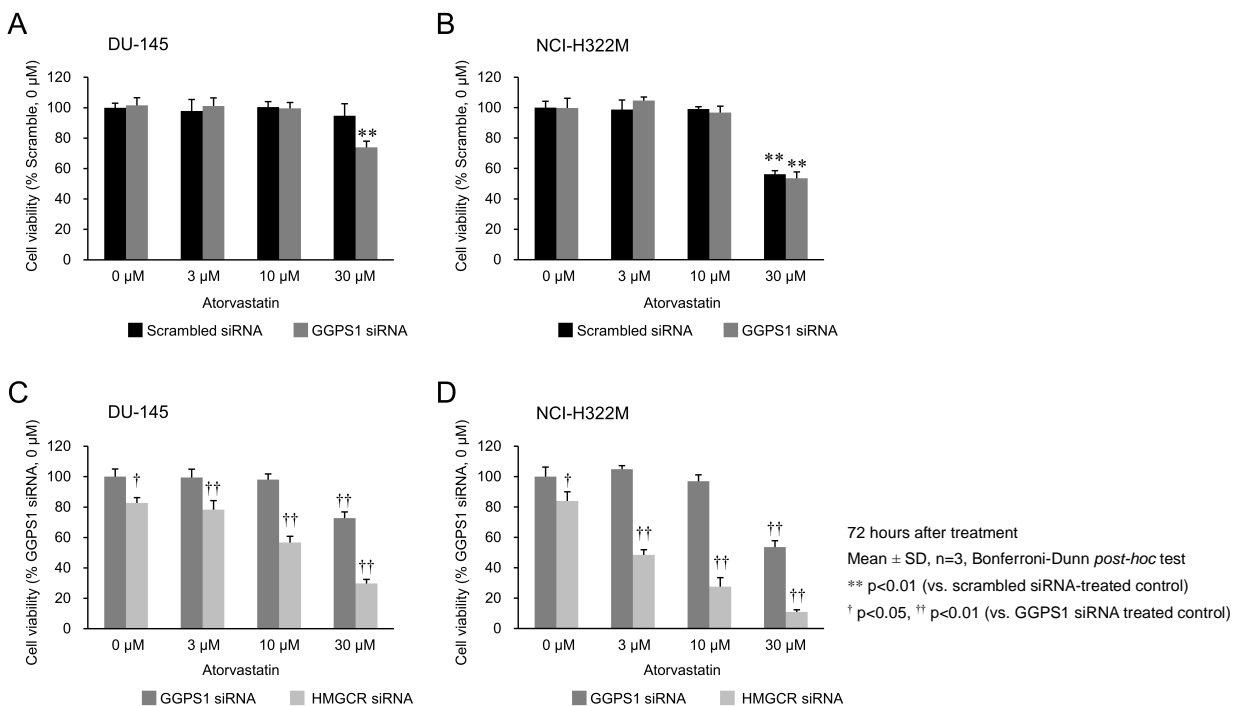 A
DU-145
Cell viability (% Scramble, 0 µM)
120
100
80
60
40
20
0
**
0 µM 3 µM 10 µM 30 µM
Atorvastatin
Scrambled siRNA GGPS1 siRNA
B
NCI-H322M
Cell viability (% Scramble, 0 µM)
120
100
80
60
40
20
0
** **
0 µM 3 µM 10 µM 30 µM
Atorvastatin
Scrambled siRNA GGPS1 siRNA
C
DU-145
Cell viability (% GGPS1 siRNA, 0 µM)
120
100
80
60
40
20
0
† †† †† †† ††
0 µM 3 µM 10 µM 30 µM
Atorvastatin
GGPS1 siRNA HMGCR siRNA
D
NCI-H322M
Cell viability (% GGPS1 siRNA, 0 µM)
120
100
80
60
40
20
0
† †† †† †† ††
0 µM 3 µM 10 µM 30 µM
Atorvastatin
GGPS1 siRNA HMGCR siRNA
72 hours after treatment
Mean ± SD, n=3, Bonferroni-Dunn post-hoc test
** p<0.01 (vs. scrambled siRNA-treated control)
† p<0.05, †† p<0.01 (vs. GGPS1 siRNA treated control)